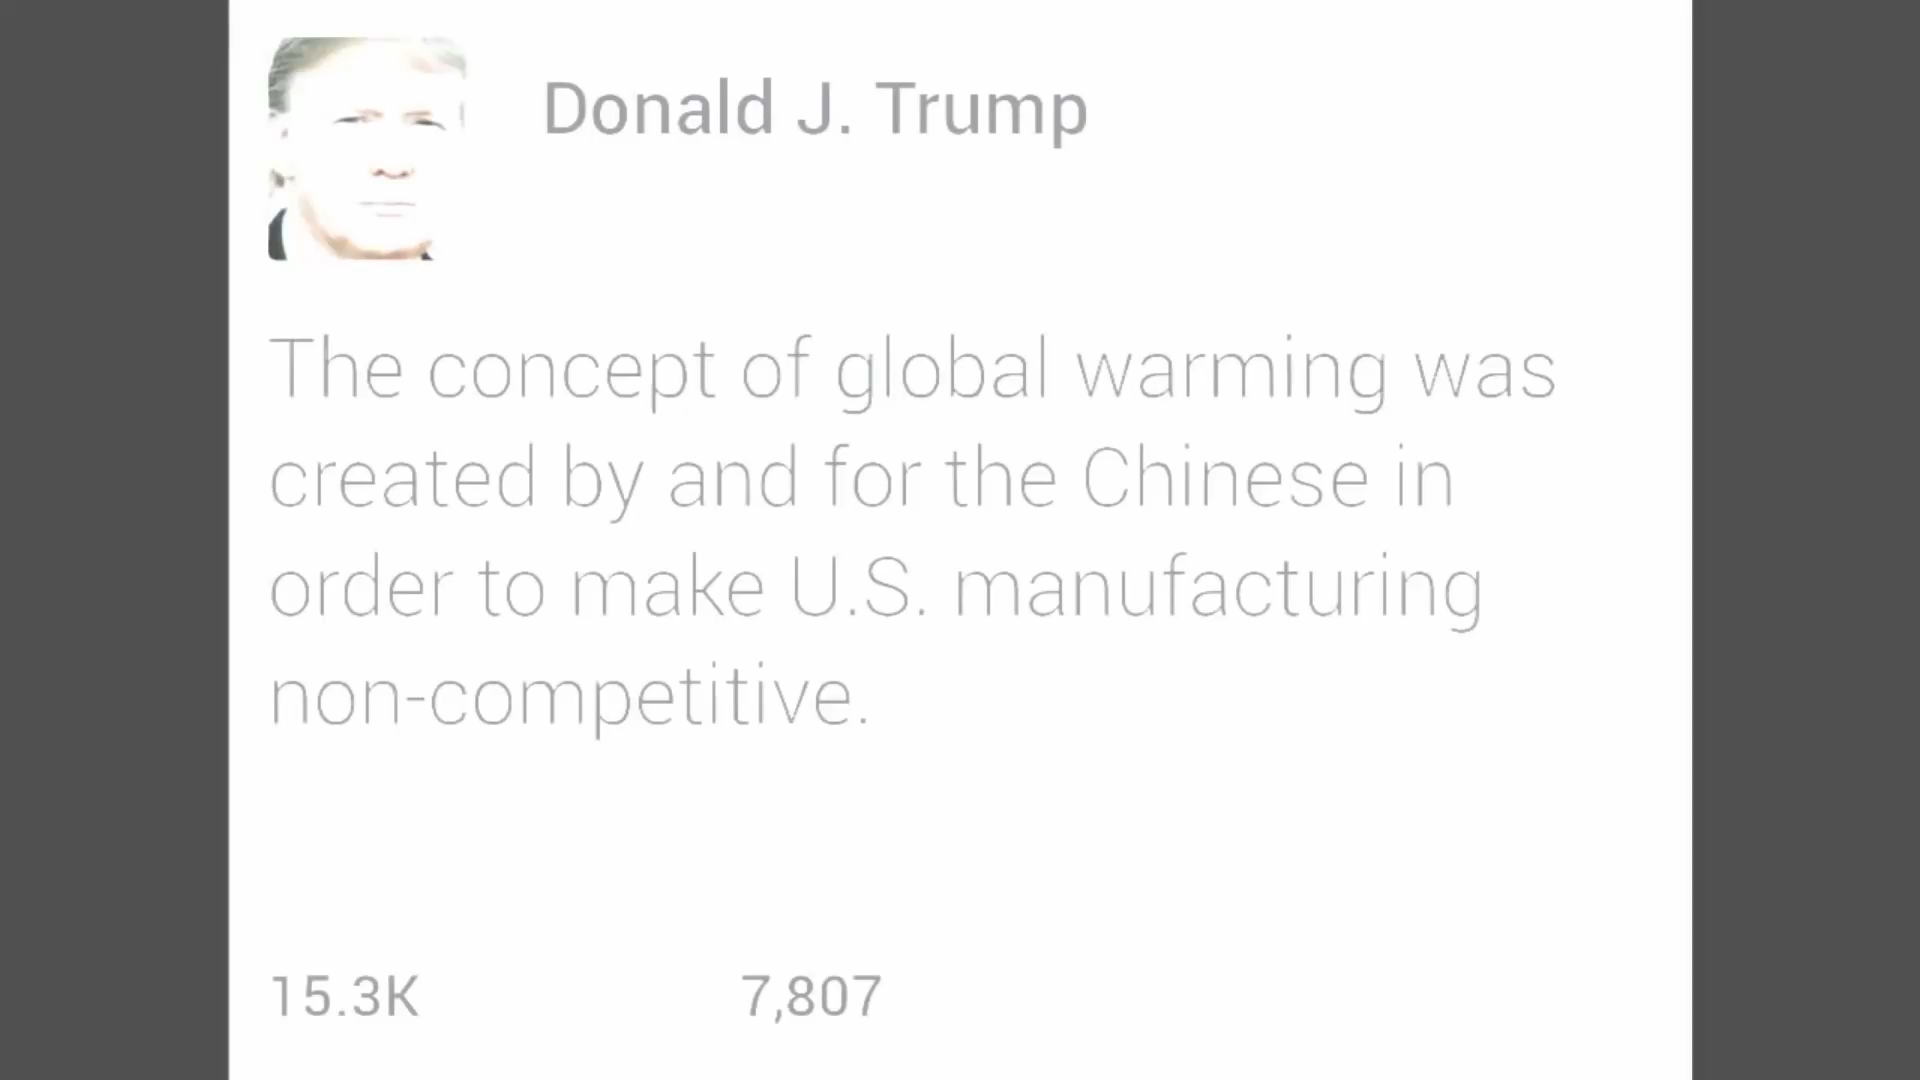 Donald J. Trump
The concept of global warming was
created by and for the Chinese in
order to make U.S. manufacturing
non-competitive.
15.3K 7,807